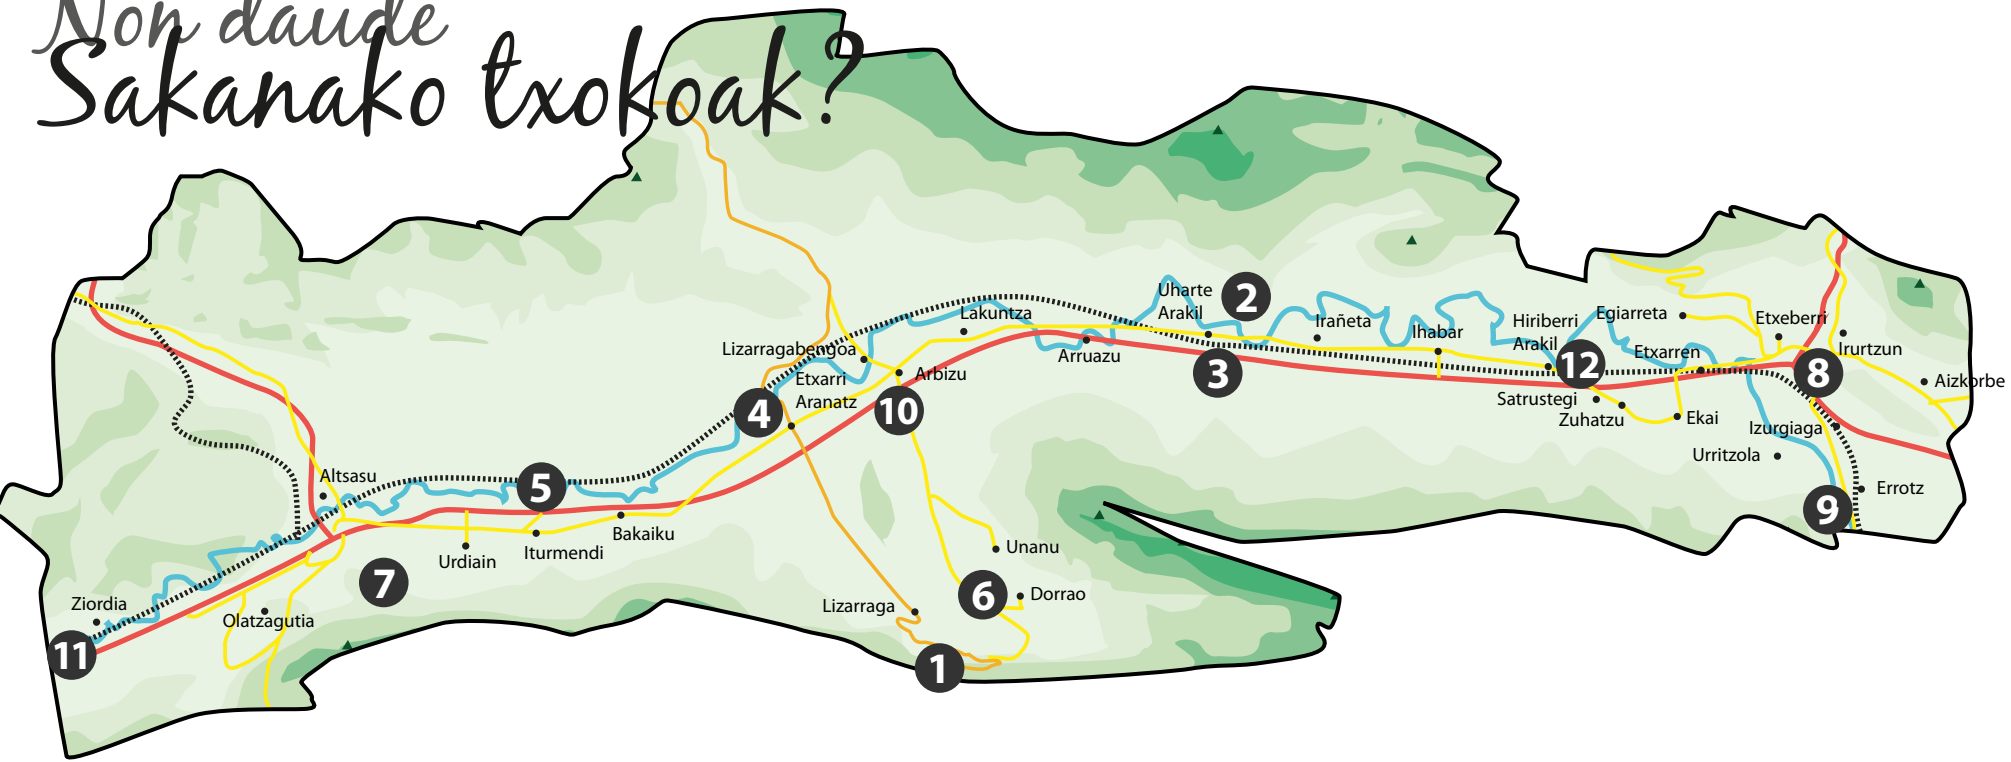 Non daude
Sakanako txokoak?
Uharte
Arakil
2
Lakuntza
Irañeta
Ihabar
Hiriberri
Arakil
Egiarreta
Etxeberri
Irurtzun
Lizarragabengoa
Arruazu
3
12
Etxarren
8
Aizkorbe
Etxarri
Aranatz
4
Arbizu
10
Satrustegi
Zuhatzu
Ekai
Izurgiaga
Urritzola
Errotz
9
Altsasu
5
Bakaiku
Urdiain
Iturmendi
Unanu
7
6
Dorrao
Ziordia
Olatzagutia
Lizarraga
11
1